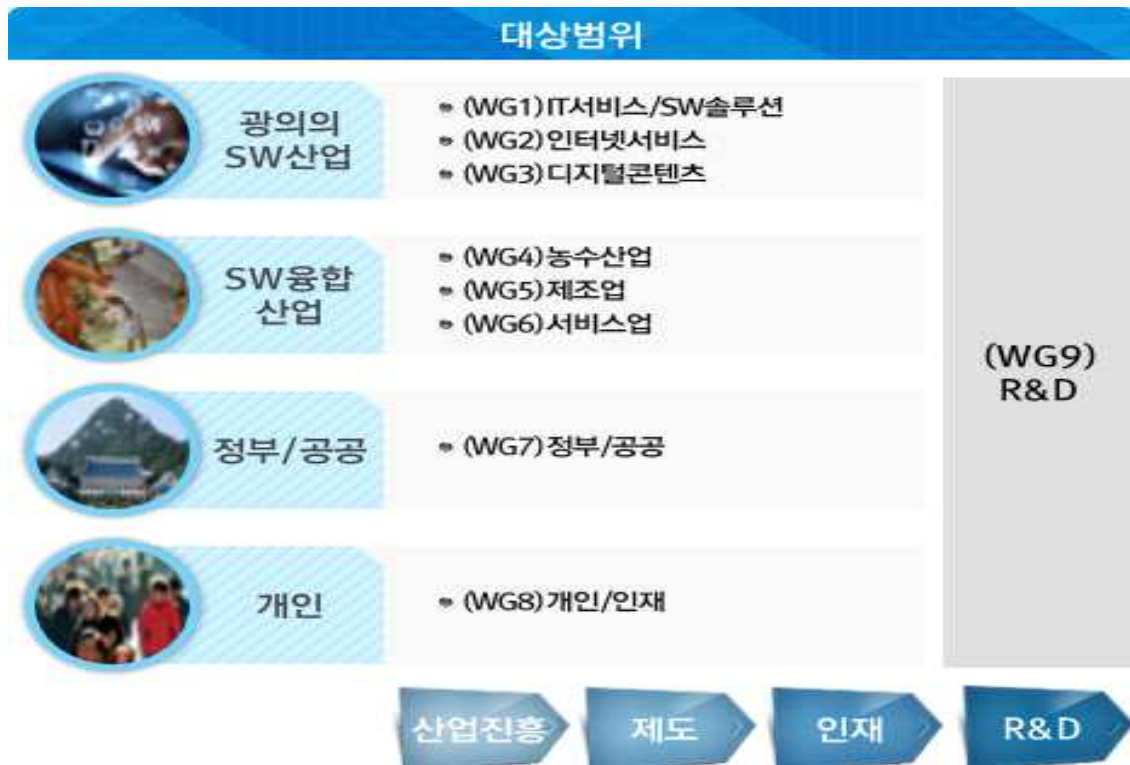 대상범위
광의의
SW산업
(WG1)IT서비스/SW솔루션
(WG2)인터넷서비스
(WG3)디지털콘텐츠
SW융합
산업
(WG4)농수산업
(WG5)제조업
(WG6)서비스업
정부/공공
(WG7)정부/공공
개인
(WG8)개인/인재
(WG9)
R&D
산업진흥
제도
인재
R&D